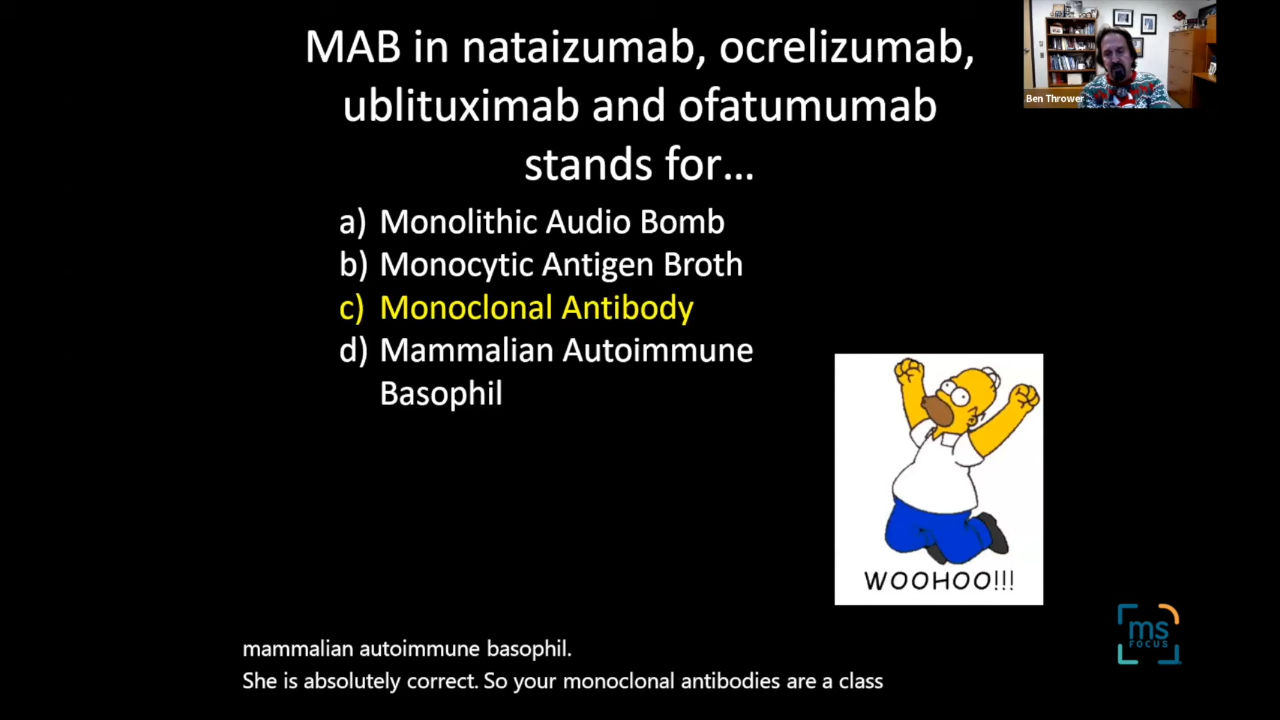 MAB in nataizumab, ocrelizumab,
ublituximab and ofatumumab
stands for...
a) Monolithic Audio Bomb
b) Monocytic Antigen Broth
c) Monoclonal Antibody
d) Mammalian Autoimmune
Basophil
Ben Thrower
WOOHOO!!!
ms
FOCUS
mammalian autoimmune basophil.
She is absolutely correct. So your monoclonal antibodies are a class